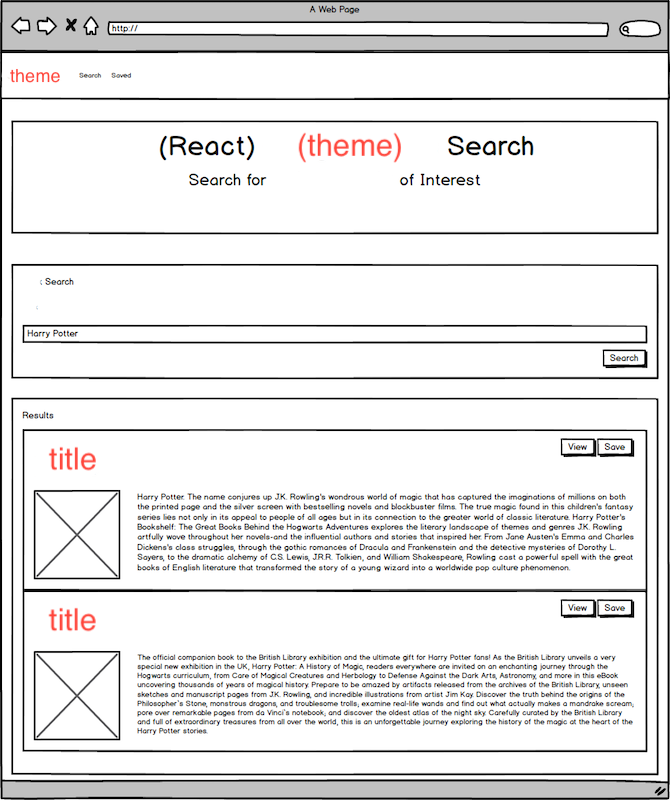 A Web Page
http://
theme Search Saved
(React) (theme) Search
Search for of Interest
Search
Harry Potter
Search
Results
title View Save
Harry Potter. The name conjures up J.K. Rowling's wondrous world of magic that has captured the imaginations of millions on both
the printed page and the silver screen with bestselling novels and blockbuster films. The true magic found in this children's fantasy
series lies not only in its appeal to people of all ages but in its connection to the greater world of classic literature. Harry Potter's
Bookshelf: The Great Books Behind the Hogwarts Adventures explores the literary landscape of themes and genres J.K. Rowling
artfully wove throughout her novels-and the influential authors and stories that inspired her. From Jane Austen's Emma and Charles
Dickens's class struggles, through the gothic romances of Dracula and Frankenstein and the detective mysteries of Dorothy L.
Sayers, to the dramatic alchemy of C.S. Lewis, J.R.R. Tolkien, and William Shakespeare, Rowling cast a powerful spell with the great
books of English literature that transformed the story of a young wizard into a worldwide pop culture phenomenon.
title View Save
The official companion book to the British Library exhibition and the ultimate gift for Harry Potter fans! As the British Library unveils a very
special new exhibition in the UK, Harry Potter: A History of Magic, readers everywhere are invited on an enchanting journey through the
Hogwarts curriculum, from Care of Magical Creatures and Herbology to Defense Against the Dark Arts, Astronomy, and more in this eBook
uncovering thousands of years of magical history. Prepare to be amazed by artifacts released from the archives of the British Library, unseen
sketches and manuscript pages from J.K. Rowling, and incredible illustrations from artist Jim Kay. Discover the truth behind the origins of the
Philosopher's Stone, monstrous dragons, and troublesome trolls; examine real-life wands and find out what actually makes a mandrake scream;
pore over remarkable pages from da Vinci's notebook; and discover the oldest atlas of the night sky. Carefully curated by the British Library
and full of extraordinary treasures from all over the world, this is an unforgettable journey exploring the history of the magic at the heart of the
Harry Potter stories.